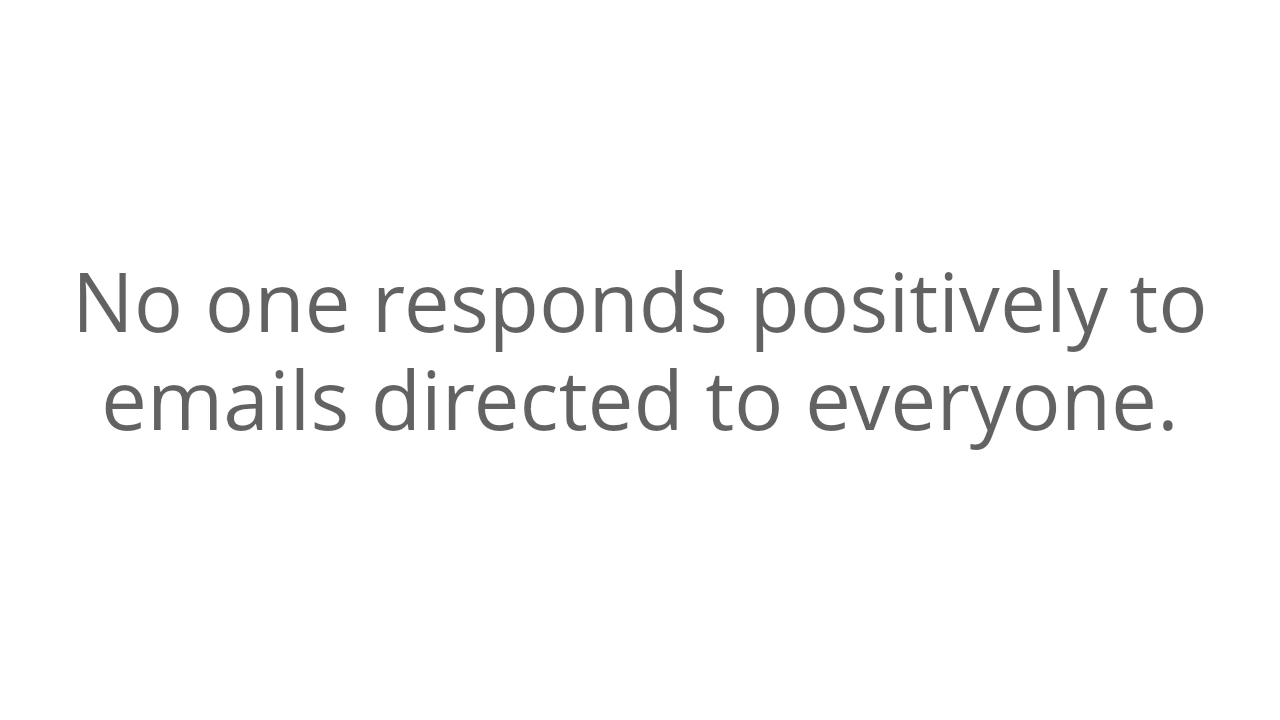 No one responds positively to
emails directed to everyone.